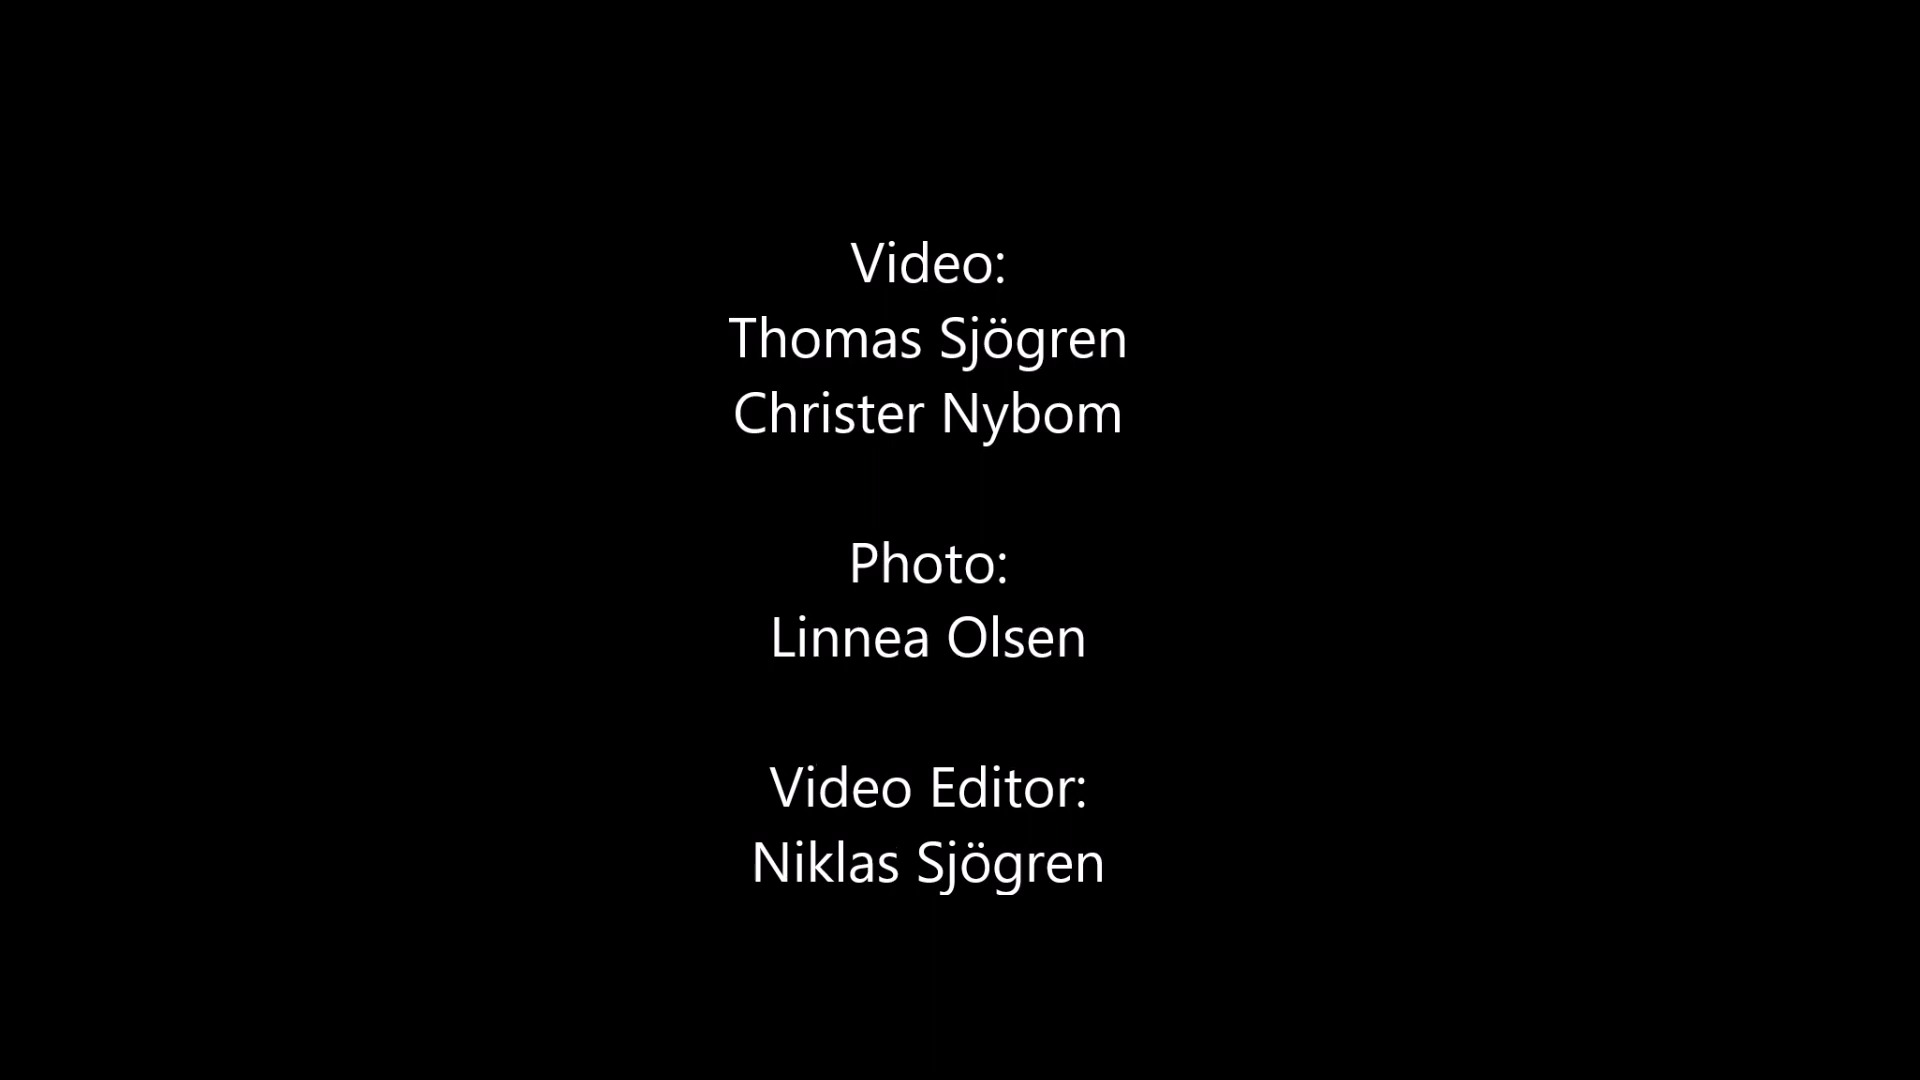 Video:
Thomas Sjögren
Christer Nybom
Photo:
Linnea Olsen
Video Editor:
Niklas Sjögren